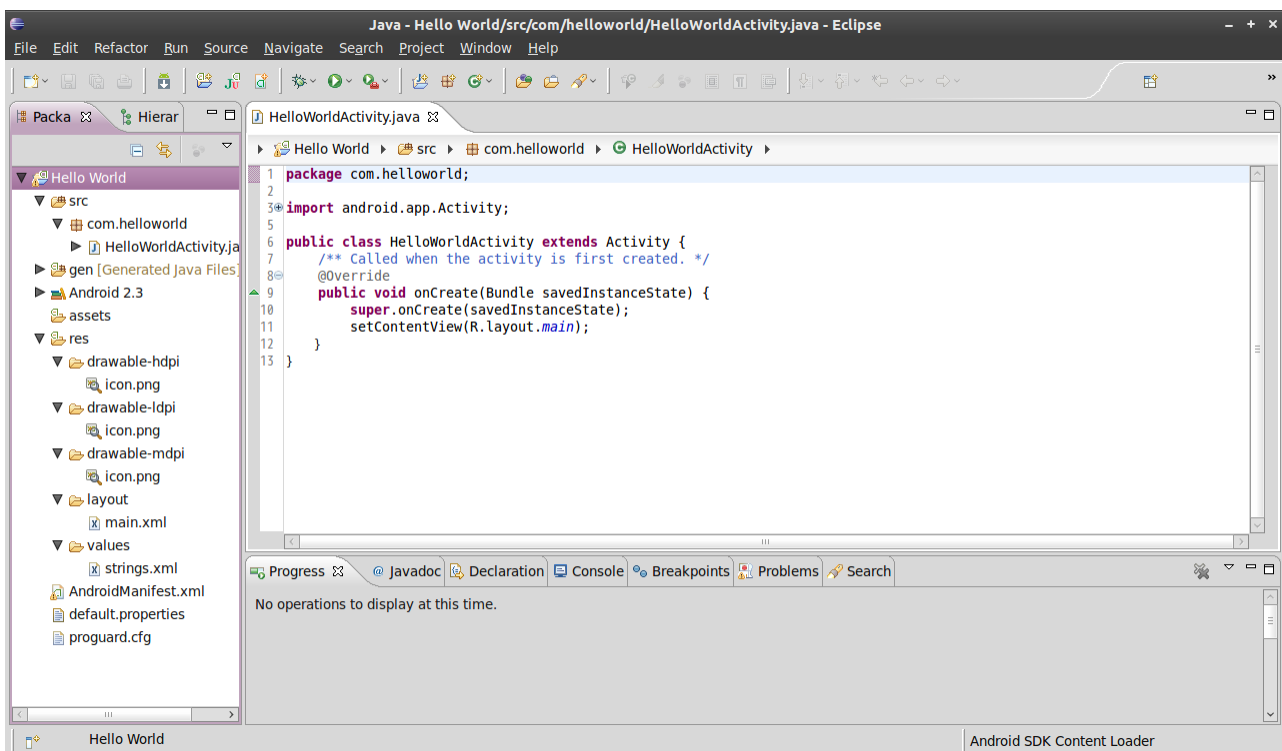 Java - Hello World/src/com/helloworld/HelloWorldActivity.java - Eclipse
File Edit Refactor Run Source Navigate Search Project Window Help
Packa Hierar
Hello World
src
com.helloworld
HelloWorldActivity.ja
gen [Generated Java Files]
Android 2.3
assets
res
drawable-hdpi
icon.png
drawable-ldpi
icon.png
drawable-mdpi
icon.png
layout
main.xml
values
strings.xml
AndroidManifest.xml
default.properties
proguard.cfg
HelloWorldActivity.java
Hello World src com.helloworld HelloWorldActivity
1 package com.helloworld;
2
3 import android.app.Activity;
5
6 public class HelloWorldActivity extends Activity {
7 /** Called when the activity is first created. */
8 @Override
9 public void onCreate(Bundle savedInstanceState) {
10 super.onCreate(savedInstanceState);
11 setContentView(R.layout.main);
12 }
13 }
Progress @ Javadoc Declaration Console Breakpoints Problems Search
No operations to display at this time.
Hello World
Android SDK Content Loader